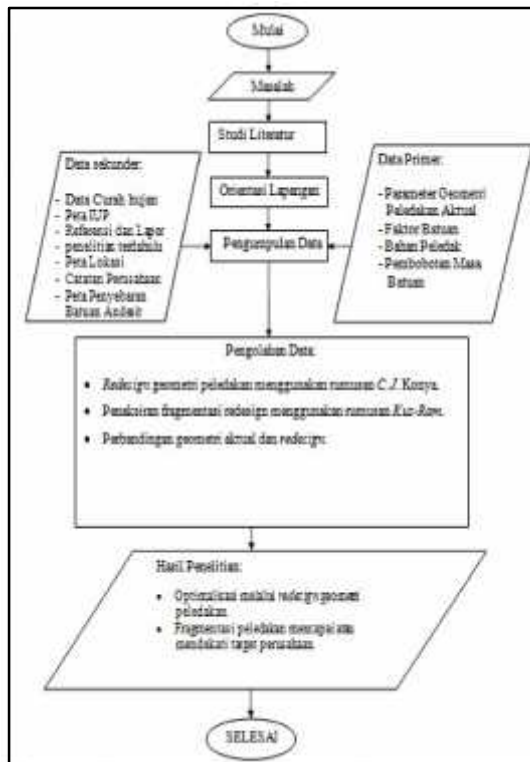 Mulai
Masalah
Studi Literatur
Orientasi Lapangan
Pengumpulan Data
Data sekunder:
- Data Curah hujan
- Peta IUP
- Referensi dan Lapor
- penelitian terdahulu
- Peta Lokasi
- Catatan Perusahaan
- Peta Penyebaran
Batuan Andesit
Data Primer:
- Parameter Geometri
Peledakan Aktual
- Faktor Batuan
- Bahan Peledak
- Pembobotan Masa
Batuan
Pengolahan Data:
• Redesign geometri peledakan menggunakan rumusan C.J. Konya.
• Penaksiran fragmentasi redesign menggunakan rumusan Kuz-Ram.
• Perbandingan geometri aktual dan redesign.
Hasil Penelitian:
• Optimalisasi melalui redesign geometri
peledakan.
• Fragmentasi peledakan mencapai atau
mendekati target perusahaan.
SELESAI